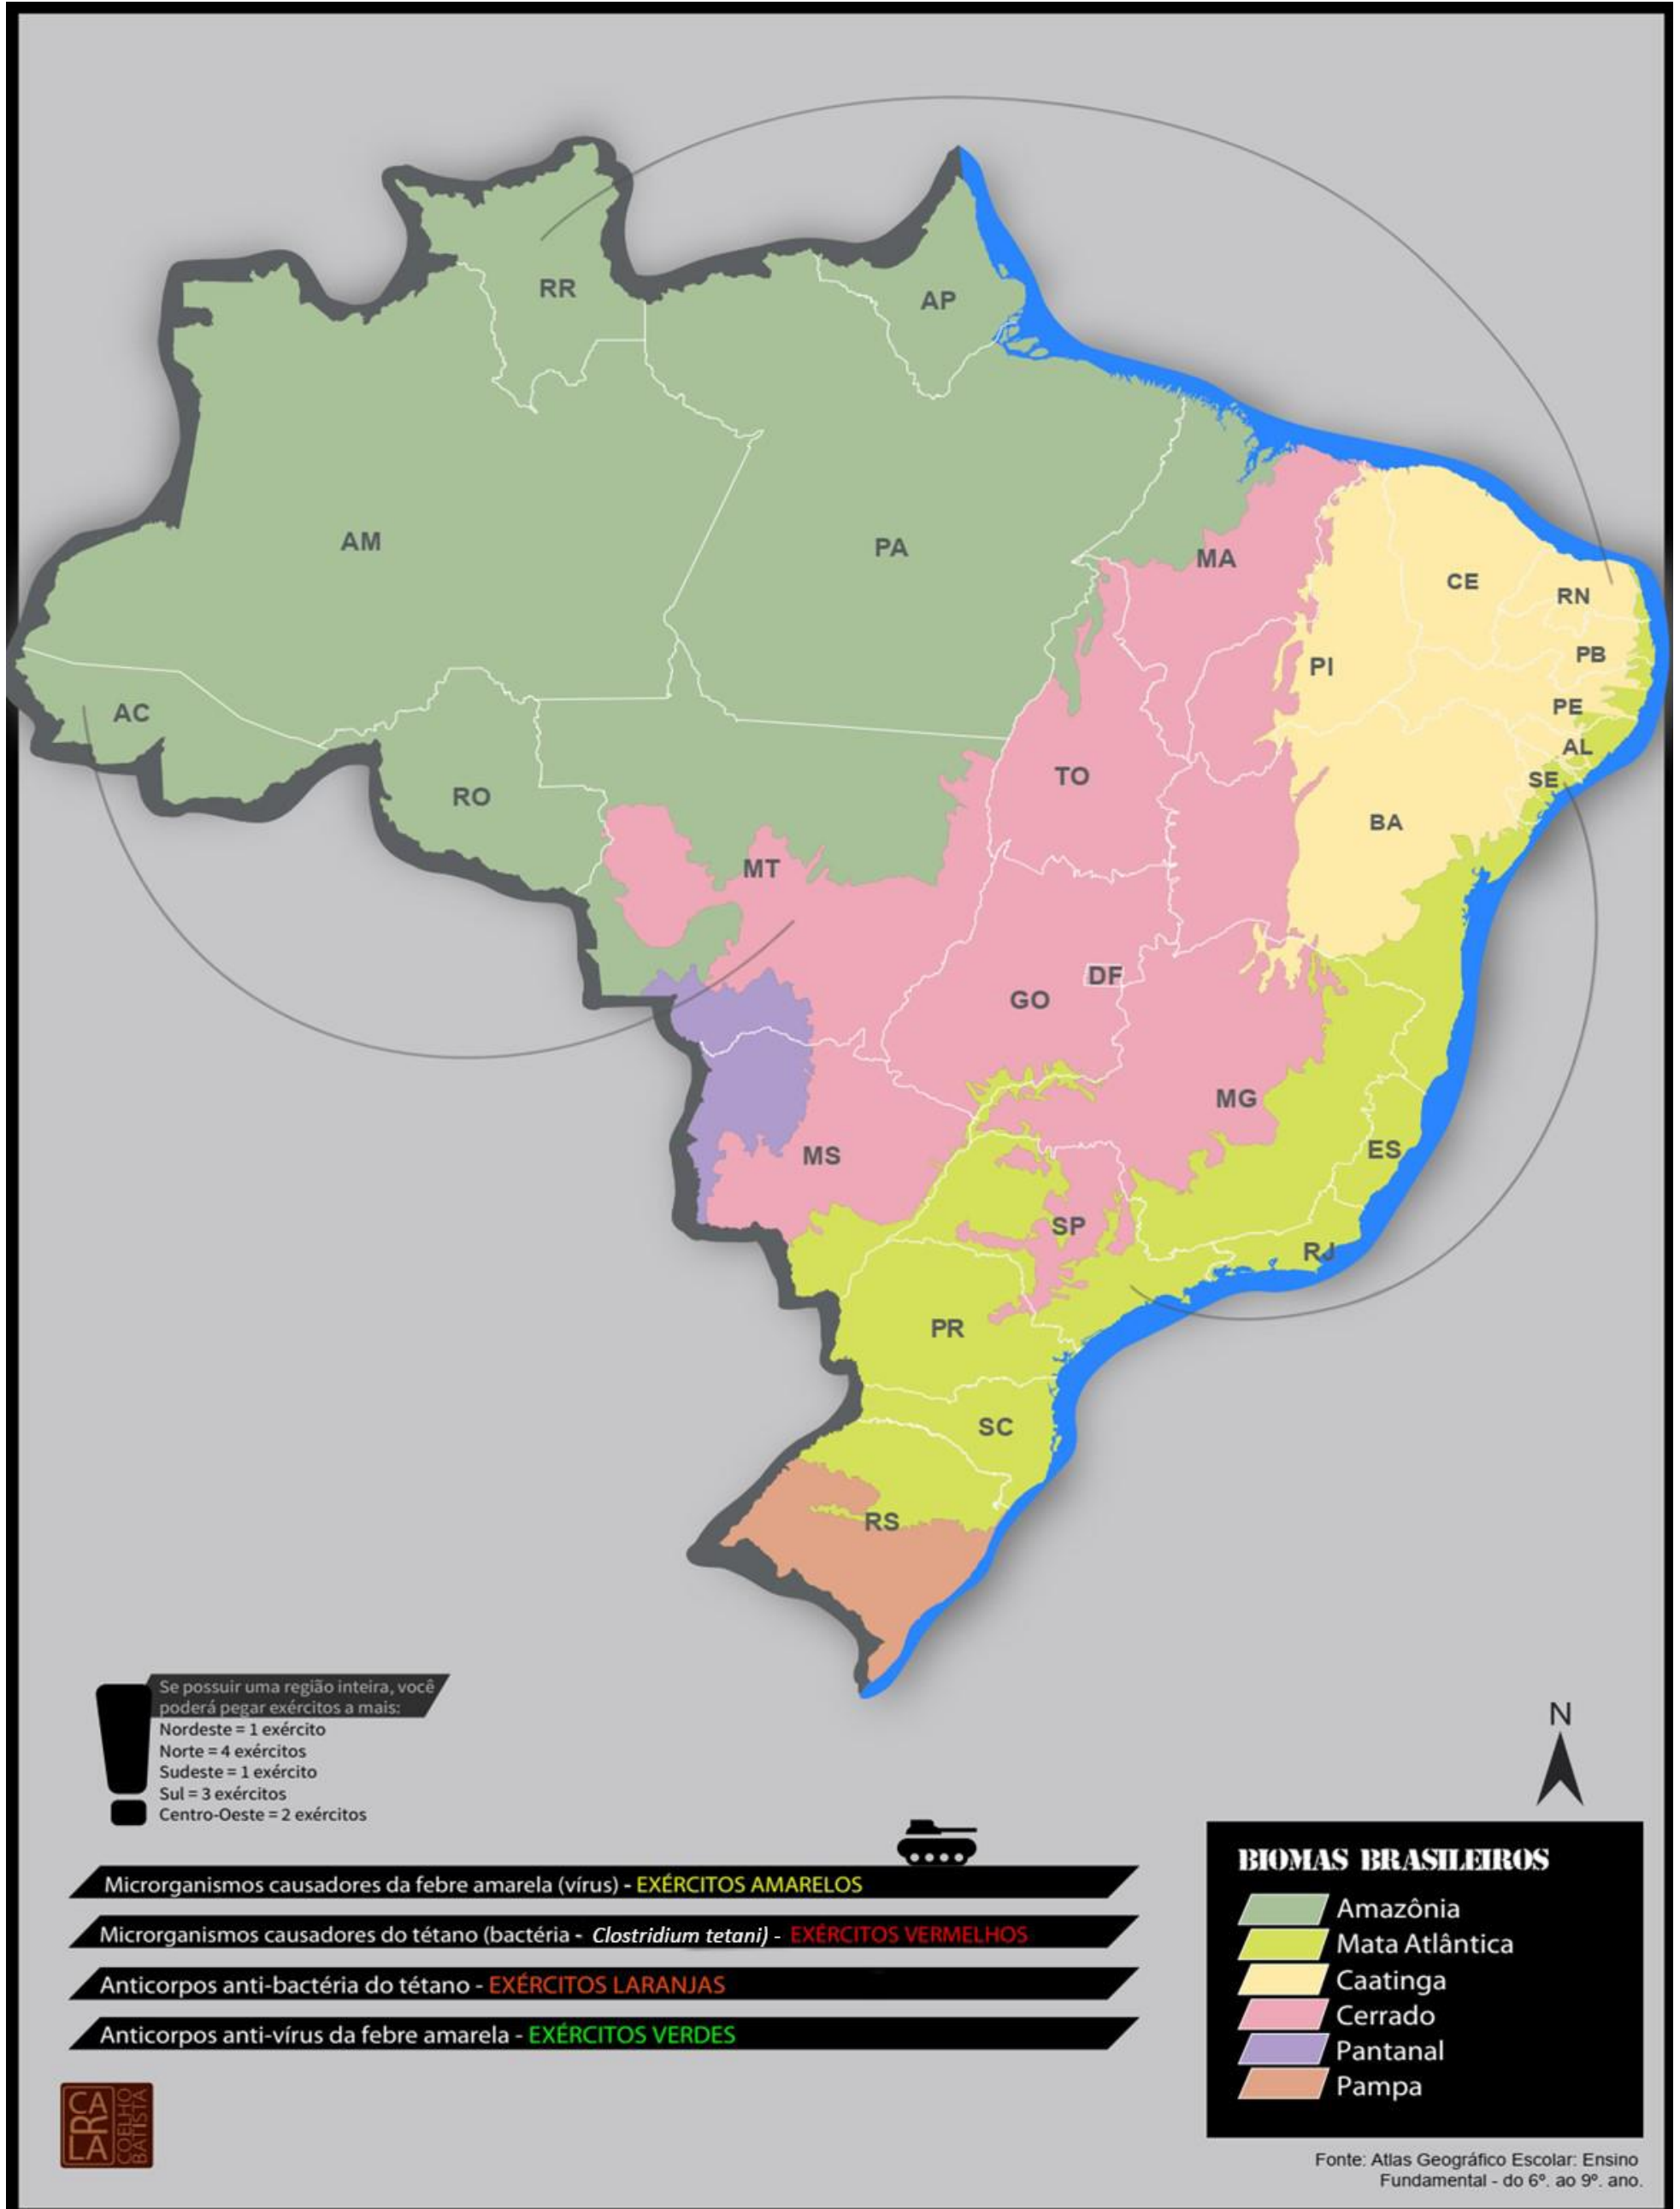 RR
AP
AM
PA
MA
CE
RN
PB
PI
PE
AL
SE
AC
RO
TO
BA
MT
DF
GO
MG
ES
MS
SP
RJ
PR
SC
RS
Se possuir uma região inteira, você
poderá pegar exércitos a mais:
Nordeste = 1 exército
Norte = 4 exércitos
Sudeste = 1 exército
Sul = 3 exércitos
Centro-Oeste = 2 exércitos
N
Microrganismos causadores da febre amarela (vírus) - EXÉRCITOS AMARELOS
Microrganismos causadores do tétano (bactéria - Clostridium tetani) - EXÉRCITOS VERMELHOS
Anticorpos anti-bactéria do tétano - EXÉRCITOS LARANJAS
Anticorpos anti-vírus da febre amarela - EXÉRCITOS VERDES
BIOMAS BRASILEIROS
Amazônia
Mata Atlântica
Caatinga
Cerrado
Pantanal
Pampa
CARLA
COELHO
BATISTA
Fonte: Atlas Geográfico Escolar: Ensino
Fundamental - do 6º. ao 9º. ano.